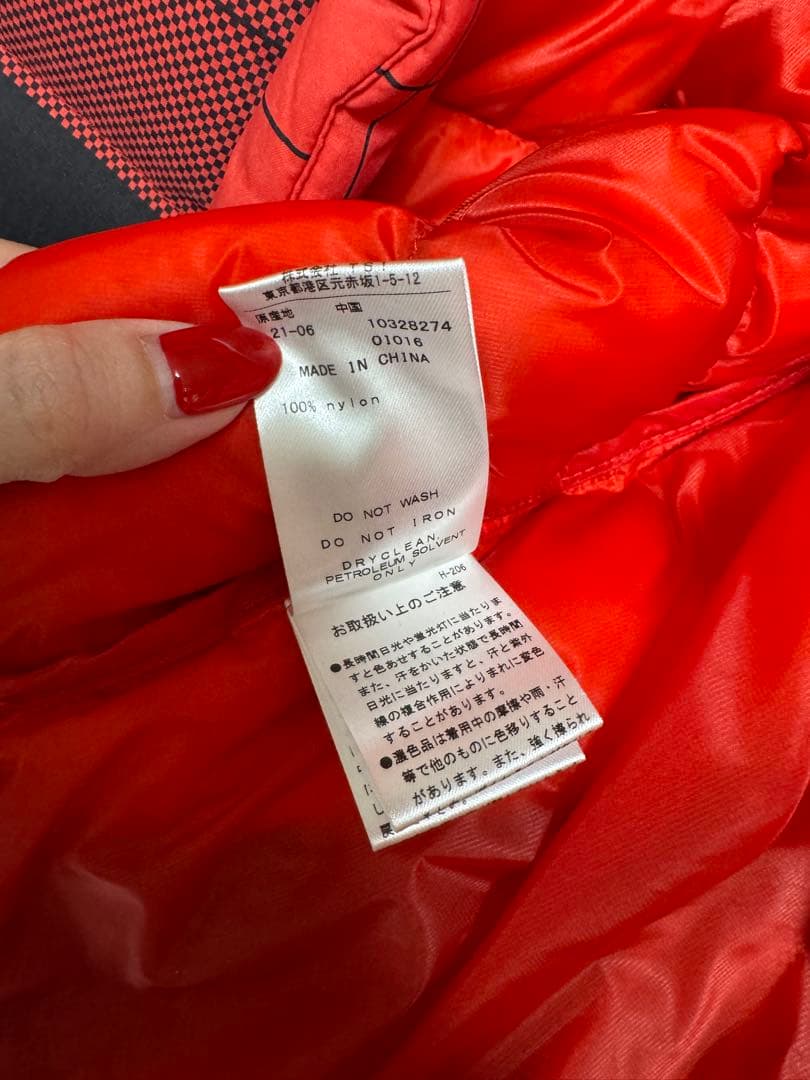 株式会社 TSI
東京都港区元赤坂1-5-12
原産地 中国
21-06 10328274
01016
MADE IN CHINA
100% nylon
DO NOT WASH
DO NOT IRON
DRYCLEAN,
PETROLEUM SOLVENT
ONLY
H-206
お取扱い上のご注意
●長時間日光や蛍光灯に当たりま
すと色あせすることがあります。
また、汗をかいた状態で長時間
日光に当たりますと、汗と紫外
線の複合作用によりまれに変色
することがあります。
●濃色品は着用中の摩擦や雨・汗
等で他のものに色移りすること
があります。また、強く擦られ